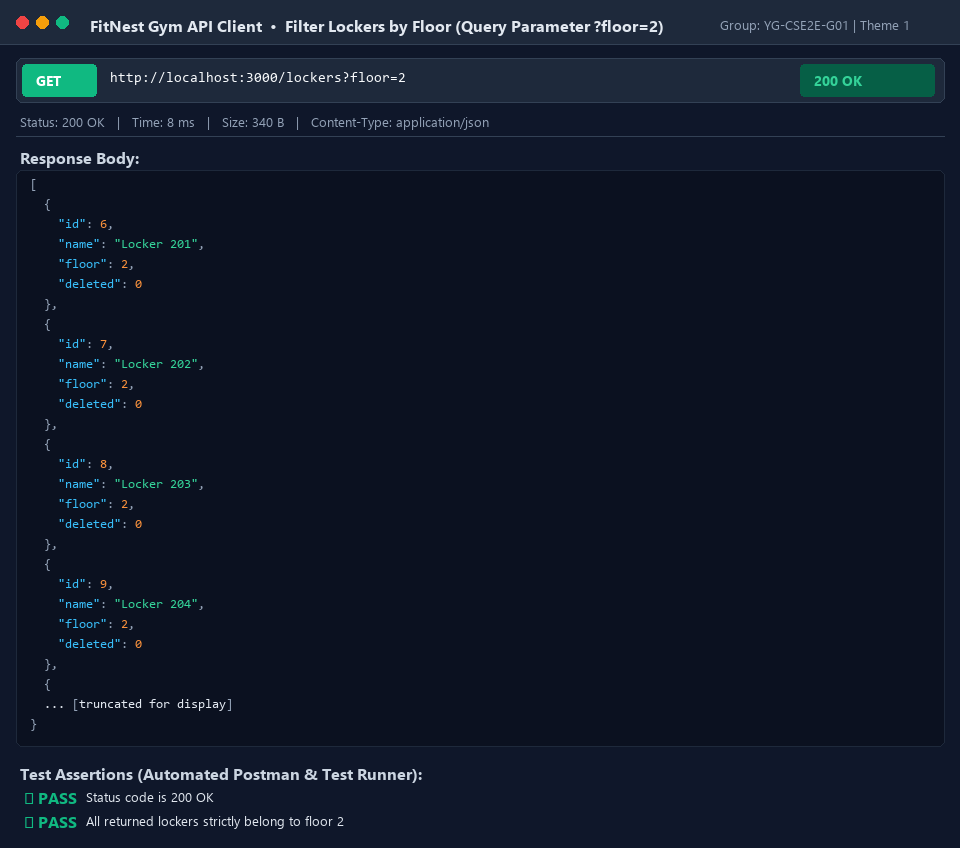 FitNest Gym API Client • Filter Lockers by Floor (Query Parameter ?floor=2)
Group: YG-CSE2E-G01 | Theme 1
GET
http://localhost:3000/lockers?floor=2
200 OK
Status: 200 OK | Time: 8 ms | Size: 340 B | Content-Type: application/json
Response Body:
[
  {
    "id": 6,
    "name": "Locker 201",
    "floor": 2,
    "deleted": 0
  },
  {
    "id": 7,
    "name": "Locker 202",
    "floor": 2,
    "deleted": 0
  },
  {
    "id": 8,
    "name": "Locker 203",
    "floor": 2,
    "deleted": 0
  },
  {
    "id": 9,
    "name": "Locker 204",
    "floor": 2,
    "deleted": 0
  },
  {
  ... [truncated for display]
}
Test Assertions (Automated Postman & Test Runner):
PASS Status code is 200 OK
PASS All returned lockers strictly belong to floor 2